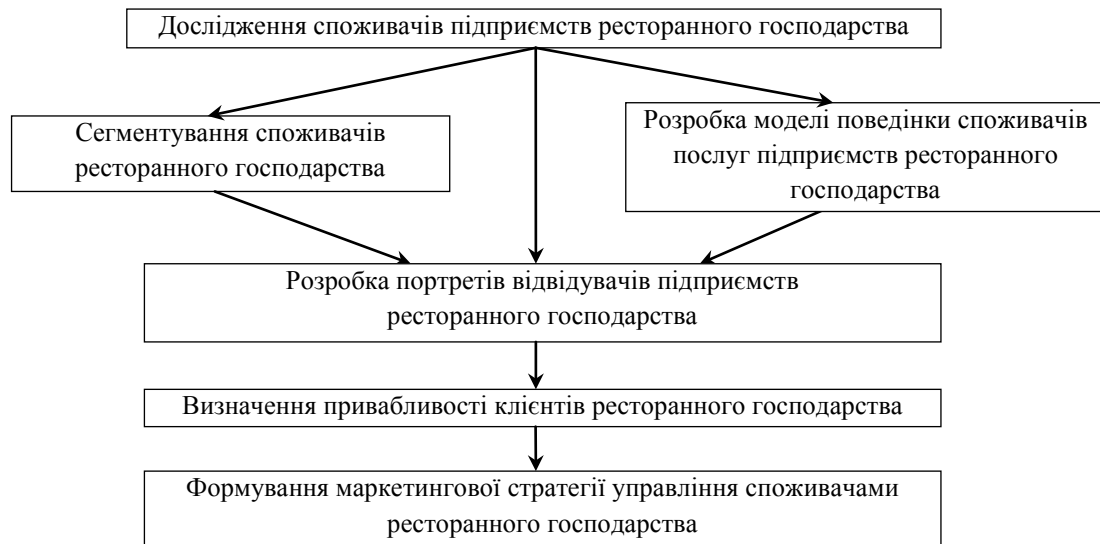 Дослідження споживачів підприємств ресторанного господарства
Сегментування споживачів
ресторанного господарства
Розробка моделі поведінки споживачів
послуг підприємств ресторанного
господарства
Розробка портретів відвідувачів підприємств
ресторанного господарства
Визначення привабливості клієнтів ресторанного господарства
Формування маркетингової стратегії управління споживачами
ресторанного господарства